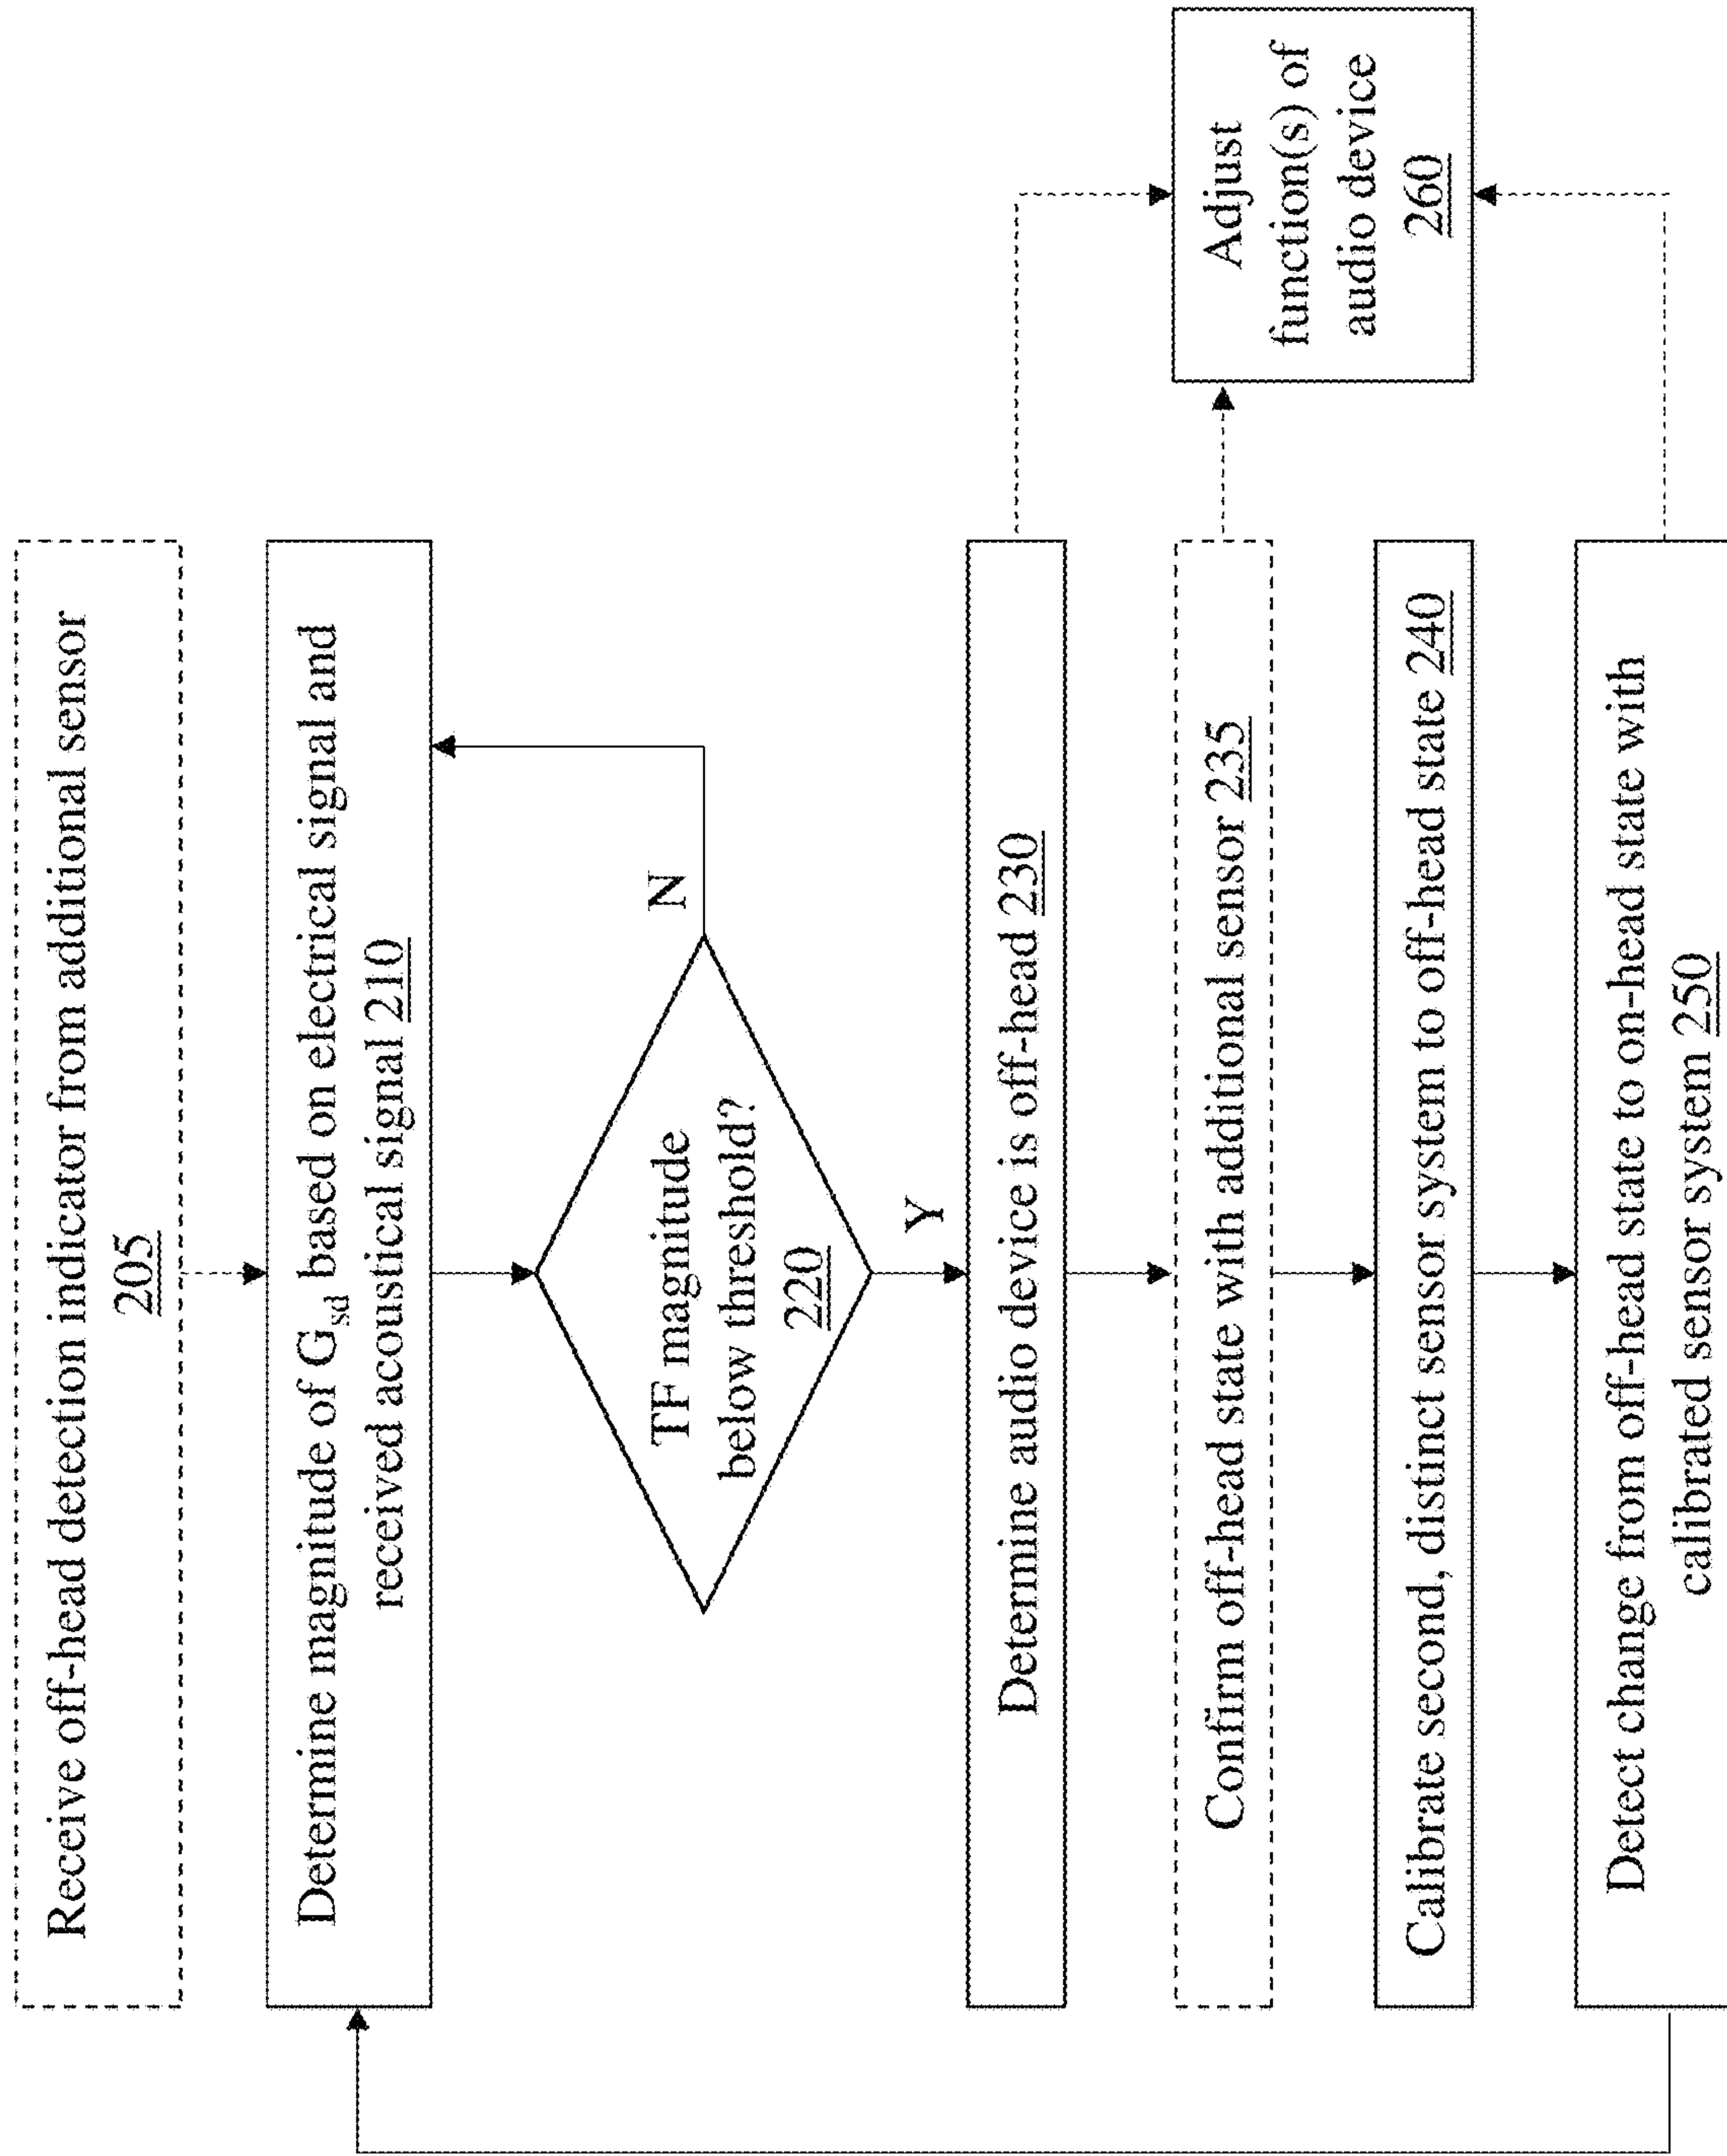 Receive off-head detection indicator from additional sensor
205
Determine magnitude of Gsd based on electrical signal and
received acoustical signal 210
TF magnitude
below threshold?
220
N
Y
Determine audio device is off-head 230
Confirm off-head state with additional sensor 235
Calibrate second, distinct sensor system to off-head state 240
Detect change from off-head state to on-head state with
calibrated sensor system 250
Adjust
function(s) of
audio device
260